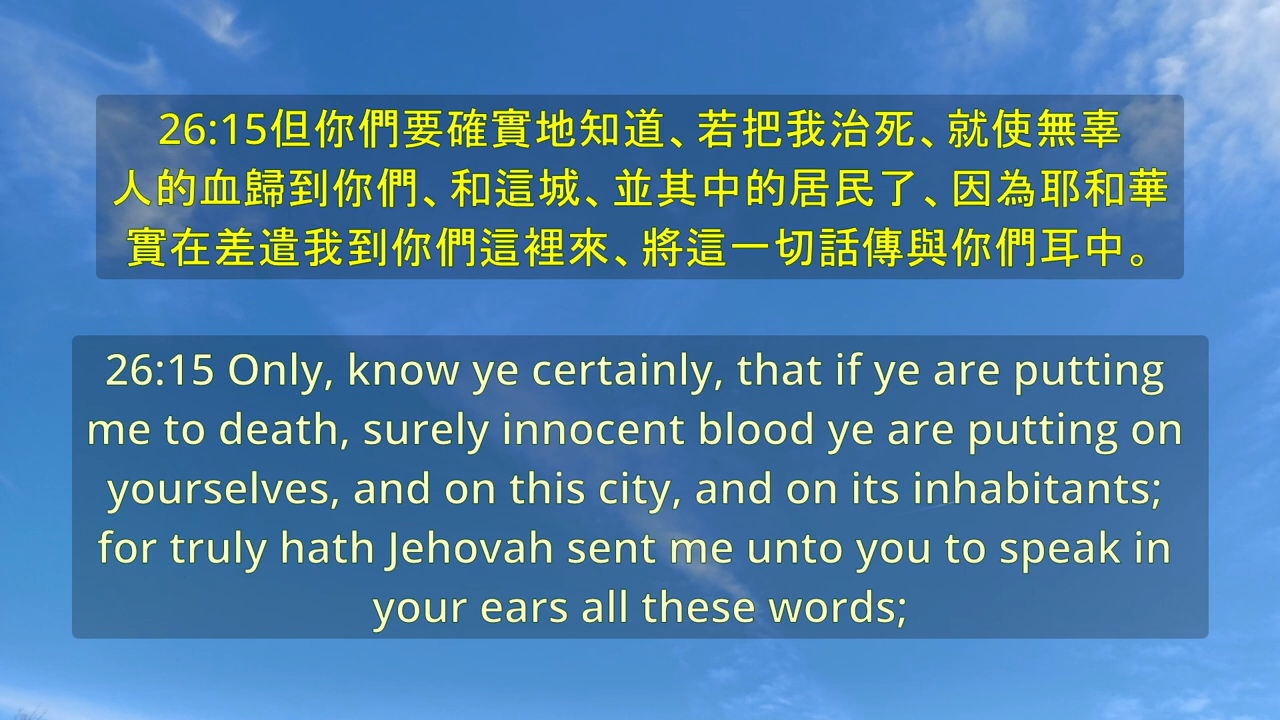 26:15但你們要確實地知道、若把我治死、就使無辜
人的血歸到你們、和這城、並其中的居民了、因為耶和華
實在差遣我到你們這裡來、將這一切話傳與你們耳中。
26:15 Only, know ye certainly, that if ye are putting
me to death, surely innocent blood ye are putting on
yourselves, and on this city, and on its inhabitants;
for truly hath Jehovah sent me unto you to speak in
your ears all these words;